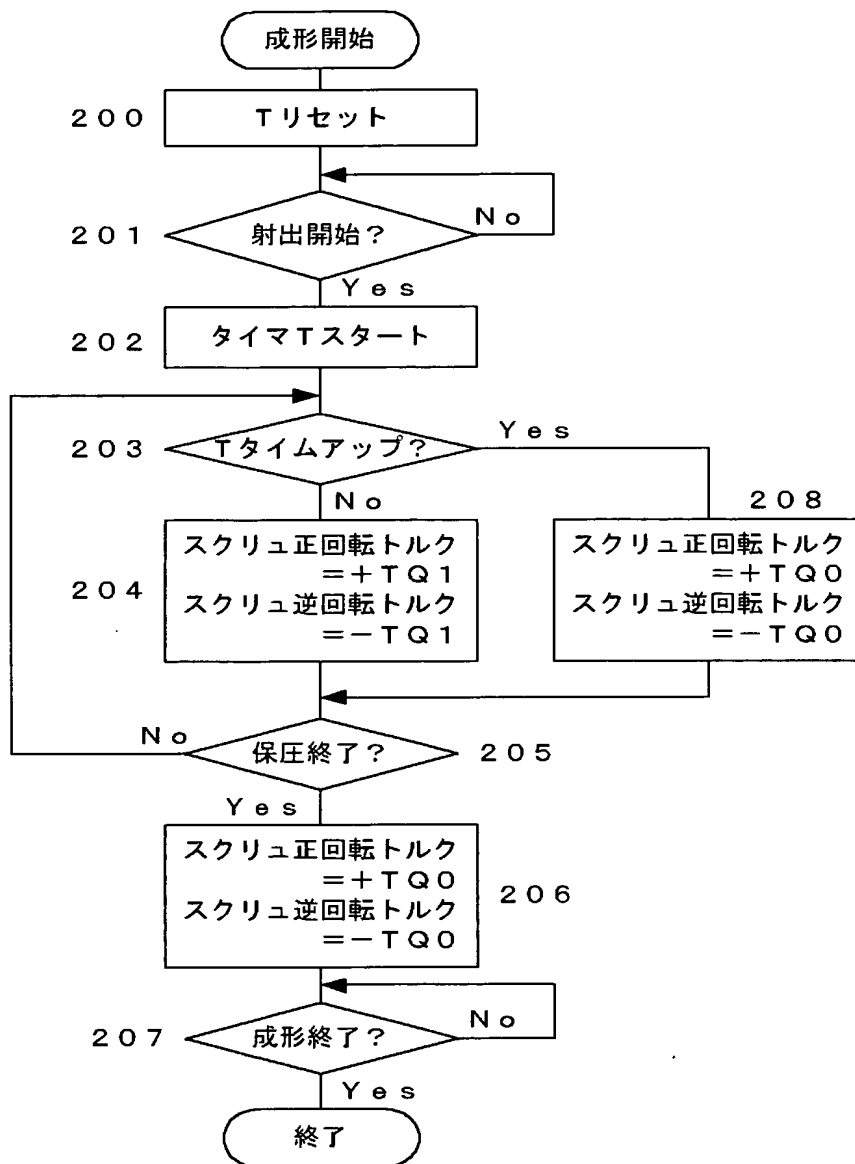 成形開始
200
Tリセット
201
射出開始?
No
Yes
202
タイマTスタート
203
Tタイムアップ?
Yes
No
204
スクリュ正回転トルク
=+TQ1
スクリュ逆回転トルク
=-TQ1
208
スクリュ正回転トルク
=+TQ0
スクリュ逆回転トルク
=-TQ0
No
保圧終了?
205
Yes
スクリュ正回転トルク
=+TQ0
スクリュ逆回転トルク
=-TQ0
206
207
成形終了?
No
Yes
終了